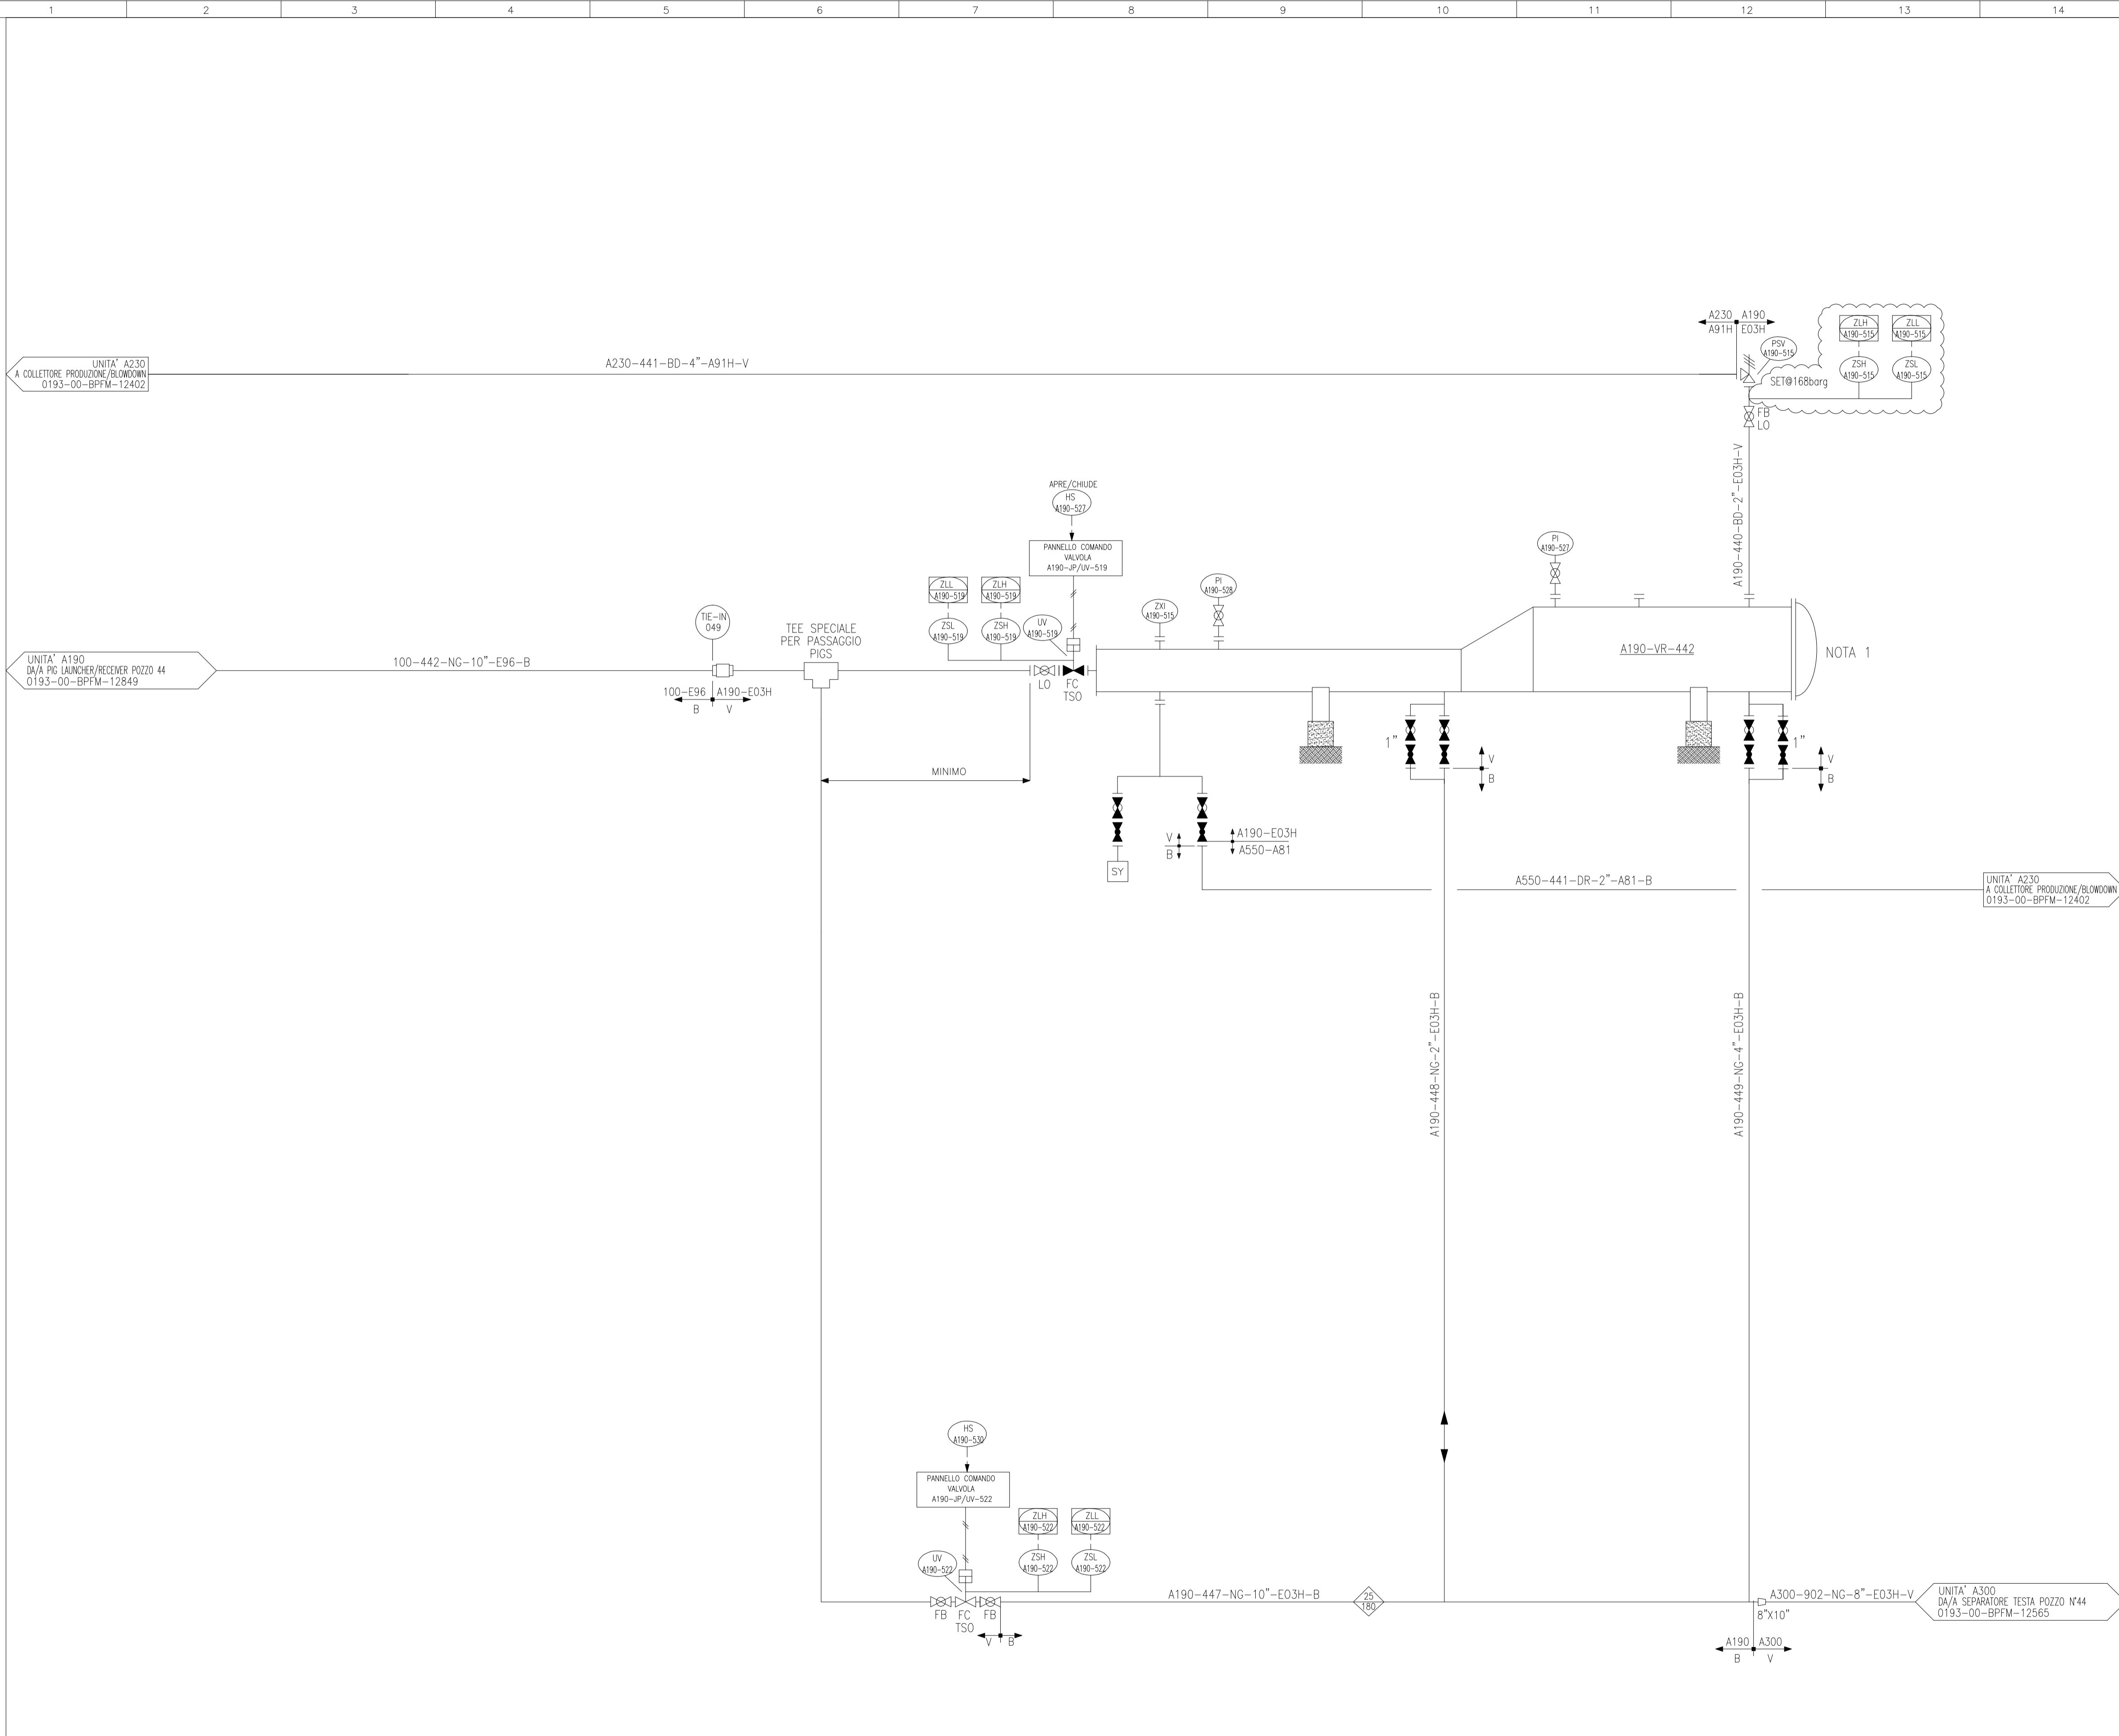 1 2 3 4 5 6 7 8 9 10 11 12 13 14
A230 A190
A91H E03H
ZLH
A190-515
ZLL
A190-515
PSV
A190-515
ZSH
A190-515
ZSL
A190-515
SET@168barg
FB
LO
UNITA' A230
A COLLETTORE PRODUZIONE/BLOWDOWN
0193-00-BPFM-12402
A230-441-BD-4"-A91H-V
A190-440-BD-2"-E03H-V
APRE/CHIUDE
HS
A190-527
PANNELLO COMANDO
VALVOLA
A190-JP/UV-519
ZLL
A190-519
ZLH
A190-519
ZSL
A190-519
ZSH
A190-519
UV
A190-519
ZXI
A190-515
PI
A190-528
PI
A190-527
TIE-IN
049
TEE SPECIALE
PER PASSAGGIO
PIGS
UNITA' A190
DA/A PIG LAUNCHER/RECEIVER POZZO 44
0193-00-BPFM-12849
100-442-NG-10"-E96-B
100-E96 A190-E03H
B V
LO
FC
TSO
A190-VR-442
NOTA 1
MINIMO
1"
V
B
1"
V
B
V
B
A190-E03H
A550-A81
SY
A550-441-DR-2"-A81-B
UNITA' A230
A COLLETTORE PRODUZIONE/BLOWDOWN
0193-00-BPFM-12402
A190-448-NG-2"-E03H-B
A190-449-NG-4"-E03H-B
HS
A190-530
PANNELLO COMANDO
VALVOLA
A190-JP/UV-522
ZLH
A190-522
ZLL
A190-522
UV
A190-522
ZSH
A190-522
ZSL
A190-522
FB
FC
TSO
FB
V B
A190-447-NG-10"-E03H-B
25
180
8"X10"
A300-902-NG-8"-E03H-V
UNITA' A300
DA/A SEPARATORE TESTA POZZO N°44
0193-00-BPFM-12565
A190 A300
B V